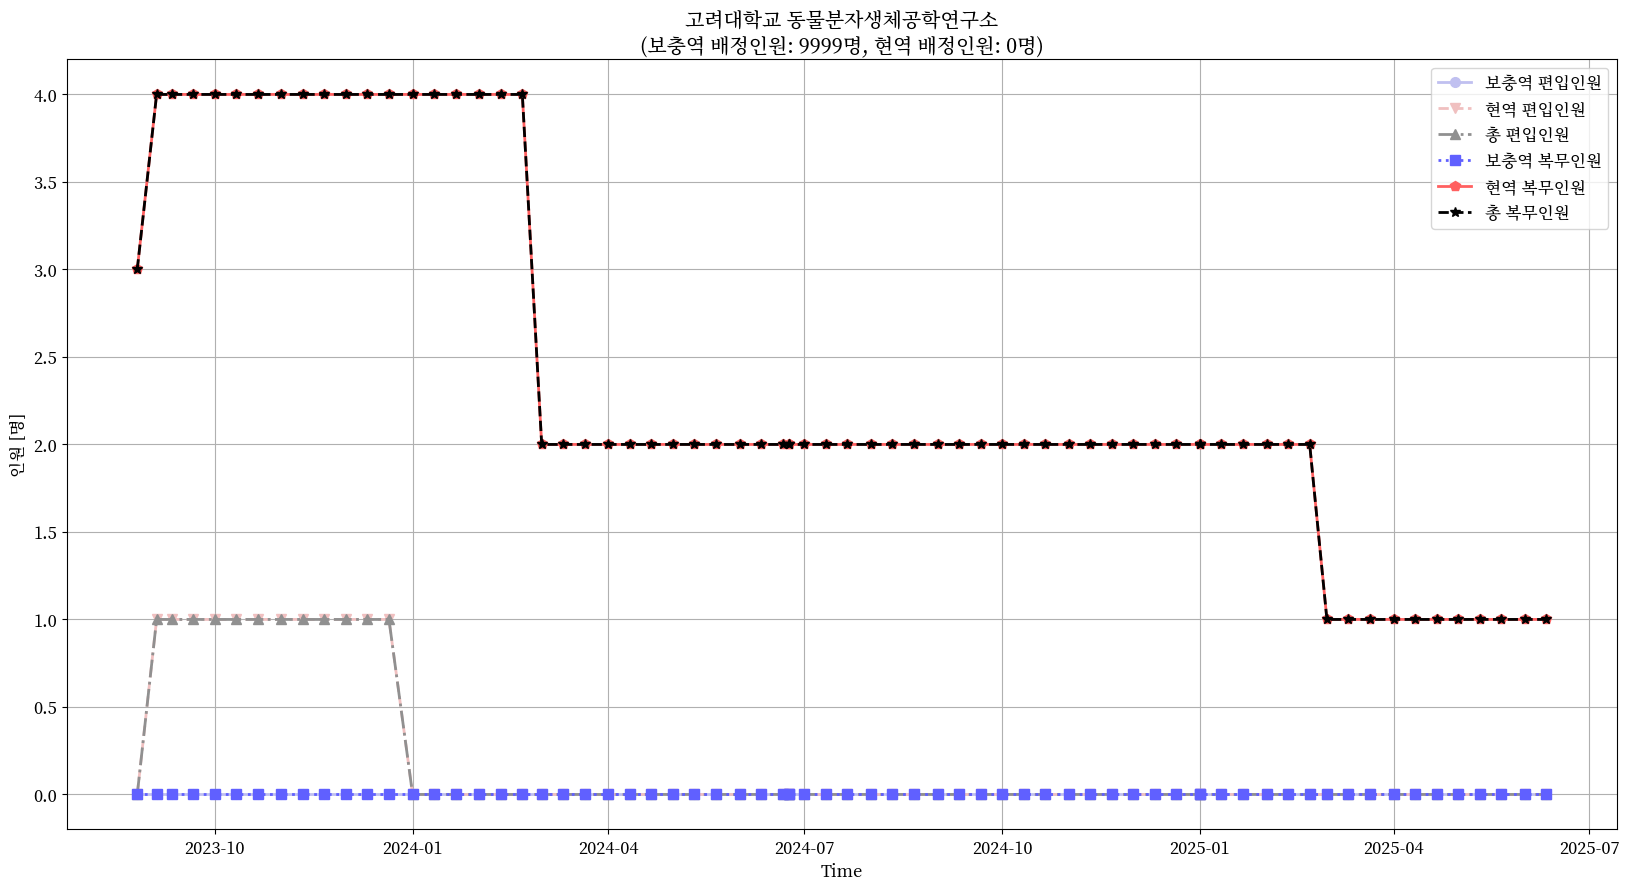 고려대학교 동물분자생체공학연구소
(보충역 배정인원: 9999명, 현역 배정인원: 0명)
보충역 편입인원
현역 편입인원
총 편입인원
보충역 복무인원
현역 복무인원
총 복무인원
인원 [명]
4.0
3.5
3.0
2.5
2.0
1.5
1.0
0.5
0.0
2023-10
2024-01
2024-04
2024-07
2024-10
2025-01
2025-04
2025-07
Time